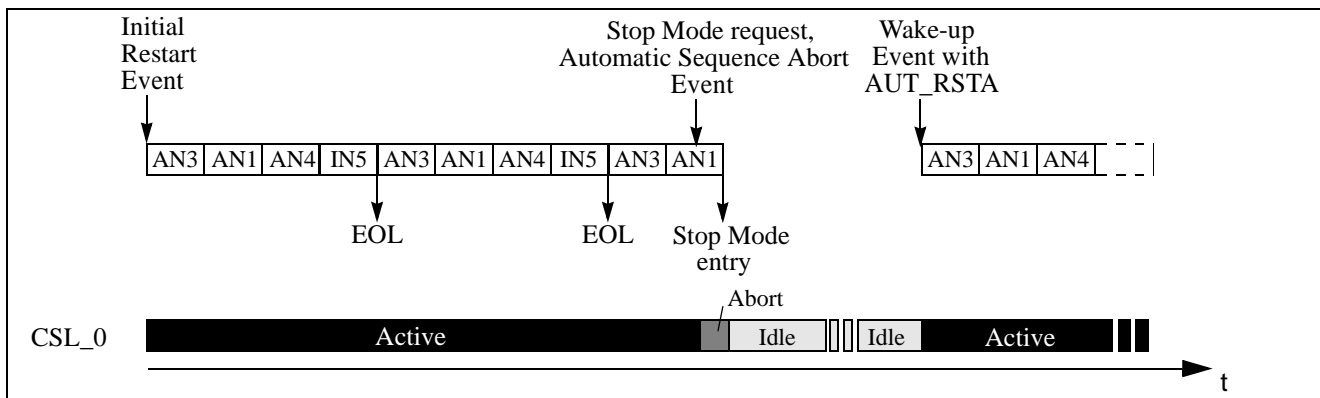 Initial
Restart
Event
Stop Mode request,
Automatic Sequence Abort
Event
Wake-up
Event with
AUT_RSTA
AN3 AN1 AN4 IN5 AN3 AN1 AN4 IN5 AN3 AN1
AN3 AN1 AN4
EOL
EOL
Stop Mode
entry
Abort
CSL_0
Active
Idle
Idle
Active
t